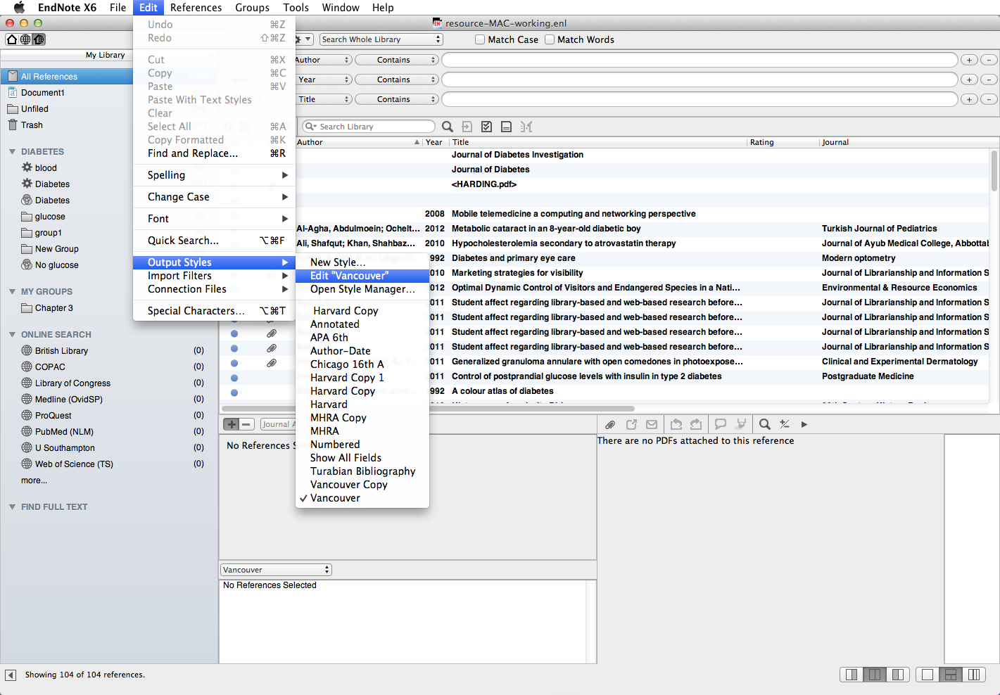 EndNote X6 File Edit References Groups Tools Window Help
resource-MAC-working.enl
Search Whole Library Match Case Match Words
My Library
Author Contains + -
Year Contains + -
Title Contains + -
All References
Document1
Unfiled
Trash
DIABETES
blood
Diabetes
Diabetes
glucose
group1
New Group
No glucose
MY GROUPS
Chapter 3
ONLINE SEARCH
British Library (0)
COPAC (0)
Library of Congress (0)
Medline (OvidSP) (0)
ProQuest (0)
PubMed (NLM) (0)
U Southampton (0)
Web of Science (TS) (0)
more...
FIND FULL TEXT
Undo ⌘Z
Redo ⇧⌘Z
Cut ⌘X
Copy ⌘C
Paste ⌘V
Paste With Text Styles
Clear
Select All ⌘A
Copy Formatted ⌘K
Find and Replace... ⌘R
Spelling
Change Case
Font
Quick Search... ⌥⌘F
Output Styles
Import Filters
Connection Files
Special Characters... ⌥⌘T
New Style...
Edit "Vancouver"
Open Style Manager...
Harvard Copy
Annotated
APA 6th
Author-Date
Chicago 16th A
Harvard Copy 1
Harvard Copy
Harvard
MHRA Copy
MHRA
Numbered
Show All Fields
Turabian Bibliography
Vancouver Copy
✓ Vancouver
Search Library
Author Year Title Rating Journal
Journal of Diabetes Investigation
Journal of Diabetes
<HARDING.pdf>
2008 Mobile telemedicine a computing and networking perspective
Al-Agha, Abdulmoein; Ochelt... 2012 Metabolic cataract in an 8-year-old diabetic boy Turkish Journal of Pediatrics
Ali, Shafqut; Khan, Shahbaz... 2010 Hypocholesterolemia secondary to atrovastatin therapy Journal of Ayub Medical College, Abbottab
992 Diabetes and primary eye care Modern optometry
010 Marketing strategies for visibility Journal of Librarianship and Information S
012 Optimal Dynamic Control of Visitors and Endangered Species in a Nati... Environmental & Resource Economics
011 Student affect regarding library-based and web-based research before... Journal of Librarianship and Information S
011 Student affect regarding library-based and web-based research before... Journal of Librarianship and Information S
011 Student affect regarding library-based and web-based research before... Journal of Librarianship and Information S
011 Student affect regarding library-based and web-based research before... Journal of Librarianship and Information S
011 Generalized granuloma annulare with open comedones in photoexpose... Clinical and Experimental Dermatology
011 Control of postprandial glucose levels with insulin in type 2 diabetes Postgraduate Medicine
992 A colour atlas of diabetes
Journal A
No References S
There are no PDFs attached to this reference
Vancouver
No References Selected
Showing 104 of 104 references.